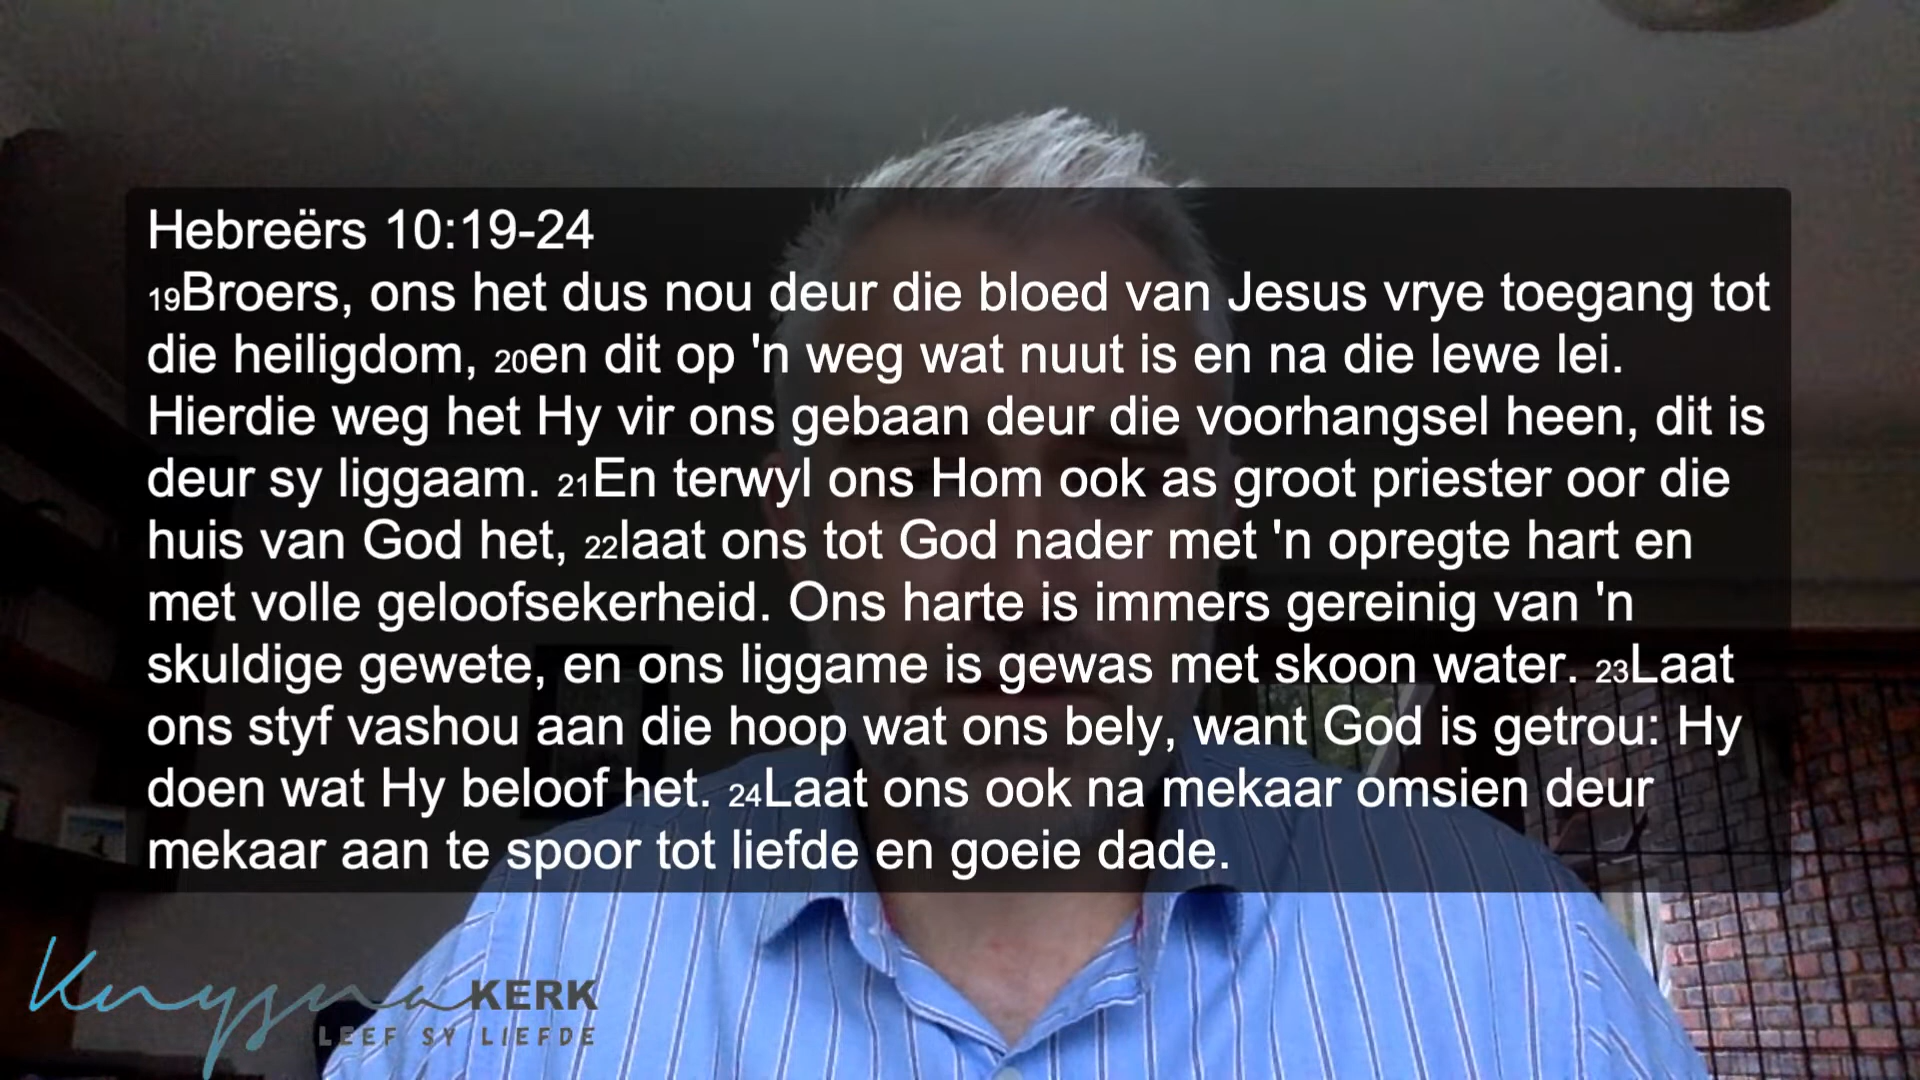 Hebreërs 10:19-24
19Broers, ons het dus nou deur die bloed van Jesus vrye toegang tot
die heiligdom, 20en dit op 'n weg wat nuut is en na die lewe lei.
Hierdie weg het Hy vir ons gebaan deur die voorhangsel heen, dit is
deur sy liggaam. 21En terwyl ons Hom ook as groot priester oor die
huis van God het, 22laat ons tot God nader met 'n opregte hart en
met volle geloofsekerheid. Ons harte is immers gereinig van 'n
skuldige gewete, en ons liggame is gewas met skoon water. 23Laat
ons styf vashou aan die hoop wat ons bely, want God is getrou: Hy
doen wat Hy beloof het. 24Laat ons ook na mekaar omsien deur
mekaar aan te spoor tot liefde en goeie dade.
Knysna KERK
LEEF SY LIEFDE